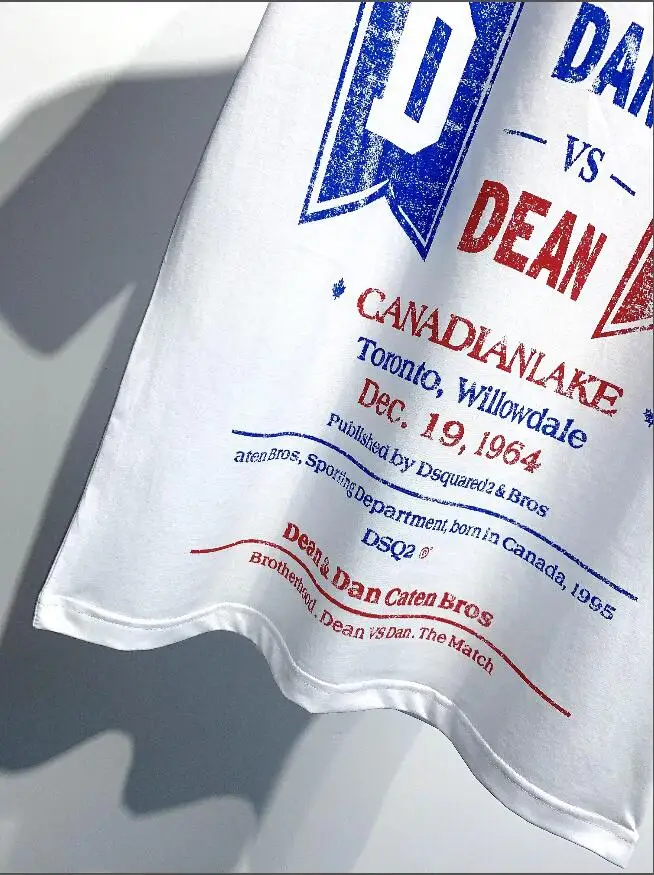 D
DAN
— VS —
DEAN
CANADIANLAKE
Toronto, Willowdale
Dec. 19, 1964
Published by Dsquared2 & Bros
aten Bros, Sporting Department, born in Canada, 1995
DSQ2 ®
Dean & Dan Caten Bros
Brotherhood. Dean VS Dan. The Match